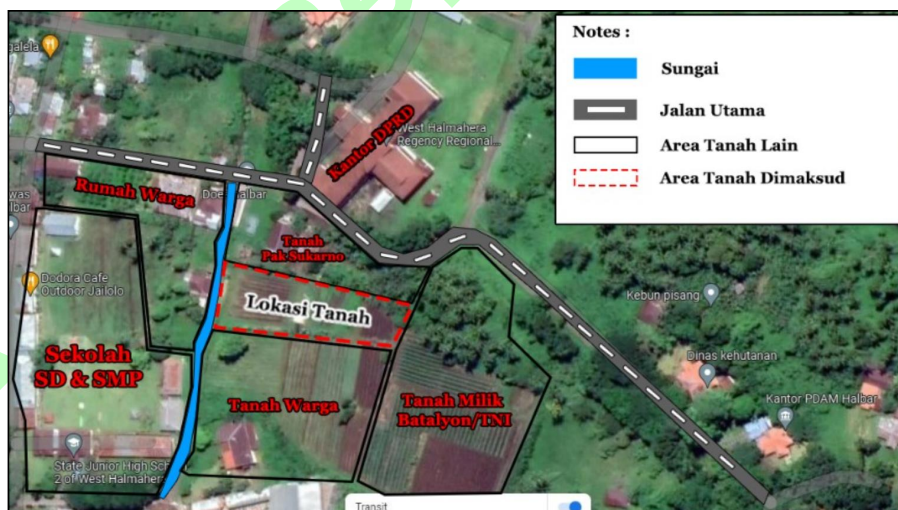 galela
Notes :
Sungai
Jalan Utama
Area Tanah Lain
Area Tanah Dimaksud
Kantor DPRD
West Halmahera
Regency Regional...
Rumah Warga
Tanah
Pak Sukarno
Dodora Cafe
Outdoor Jailolo
Lokasi Tanah
Kebun pisang
Sekolah
SD & SMP
Dinas kehutanan
Tanah Warga
Tanah Milik
Batalyon/TNI
Kantor PDAM Halbar
State Junior High Sch
2 of West Halmahera
Transit